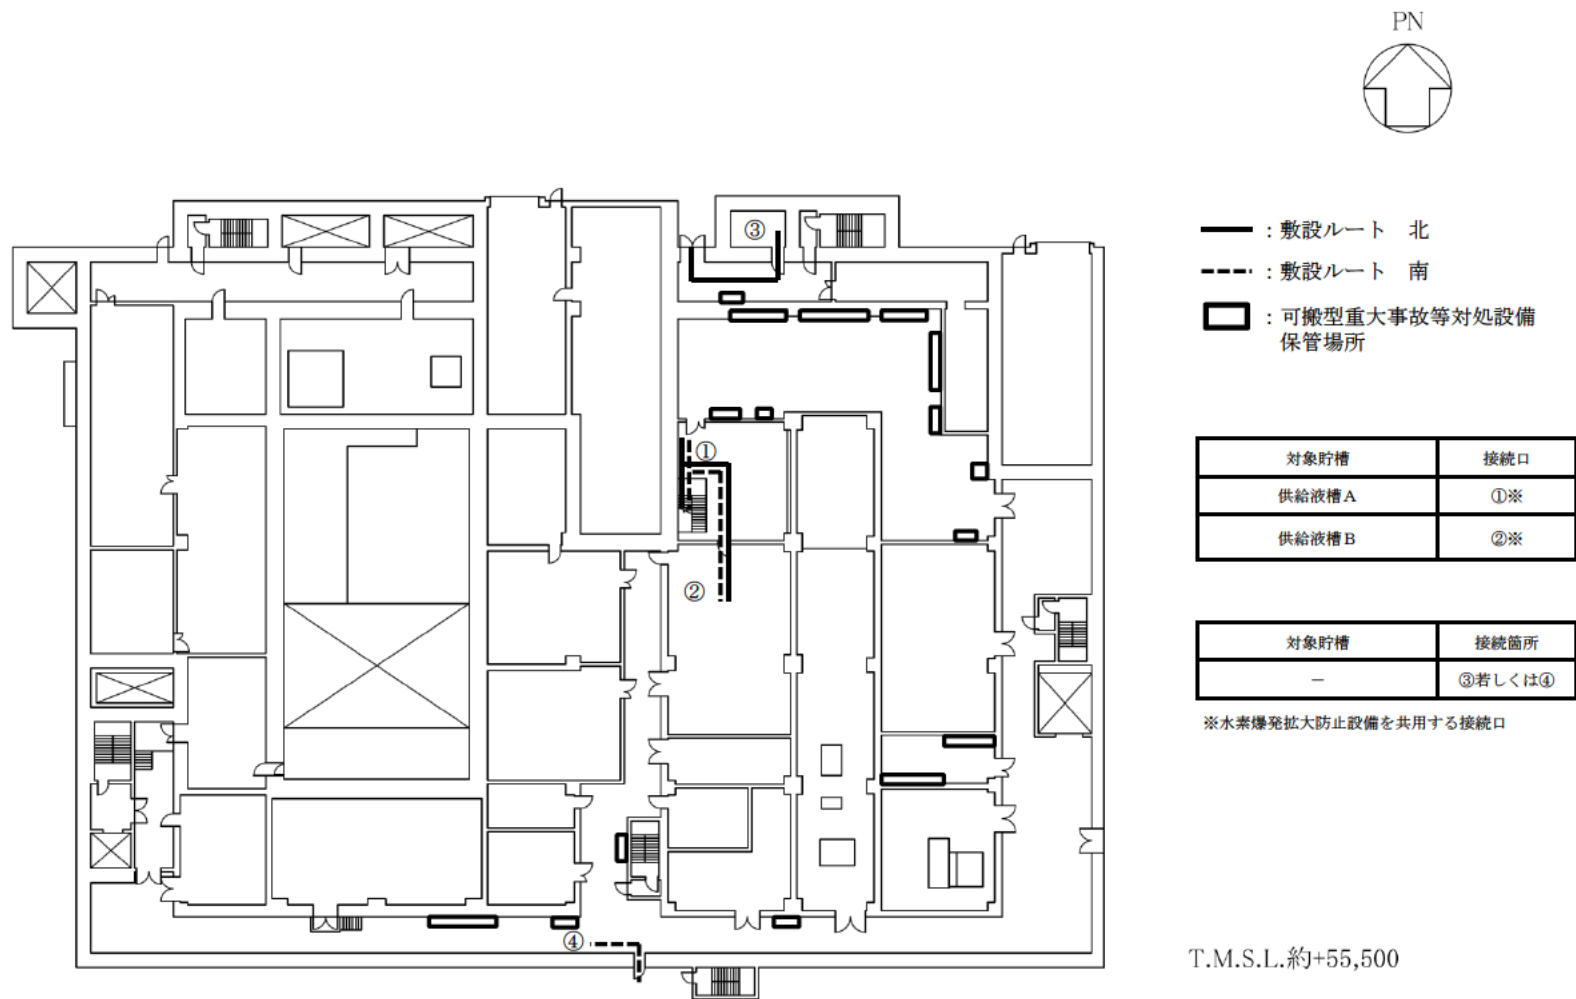 PN
：敷設ルート　北
：敷設ルート　南
：可搬型重大事故等対処設備
保管場所
③
①
②
④
対象貯槽　接続口
供給液槽A　①※
供給液槽B　②※
対象貯槽　接続箇所
－　③若しくは④
※水素爆発拡大防止設備を共用する接続口
T.M.S.L.約+55,500